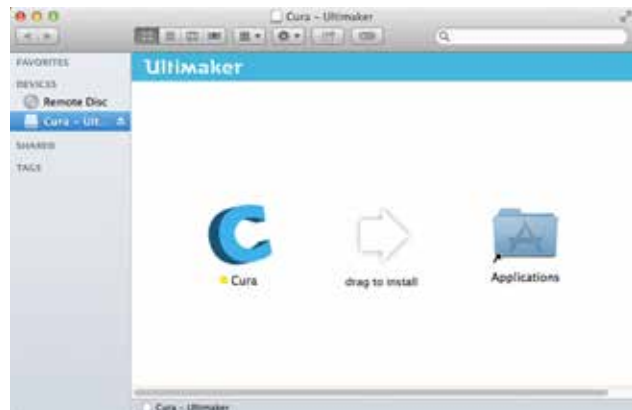 Cura – Ultimaker
FAVORITES
DEVICES
Remote Disc
Cura – Ult...
SHARED
TAGS
Ultimaker
Cura
drag to install
Applications
Cura – Ultimaker